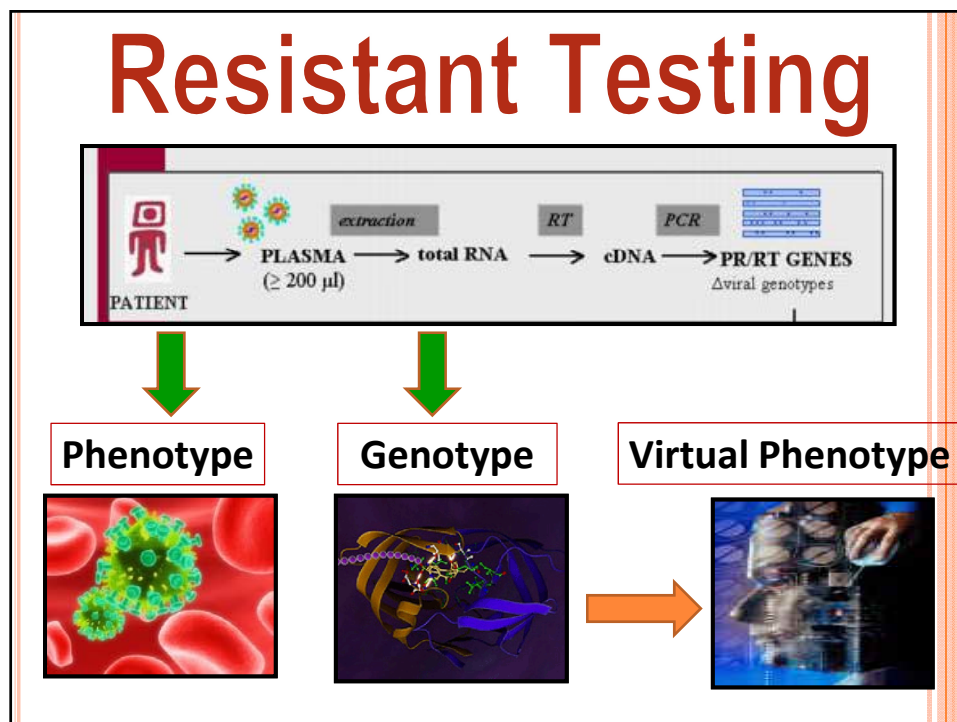 Resistant Testing
extraction
RT
PCR
PLASMA
total RNA
cDNA
PR/RT GENES
(≥ 200 µl)
Δviral genotypes
PATIENT
Phenotype
Genotype
Virtual Phenotype